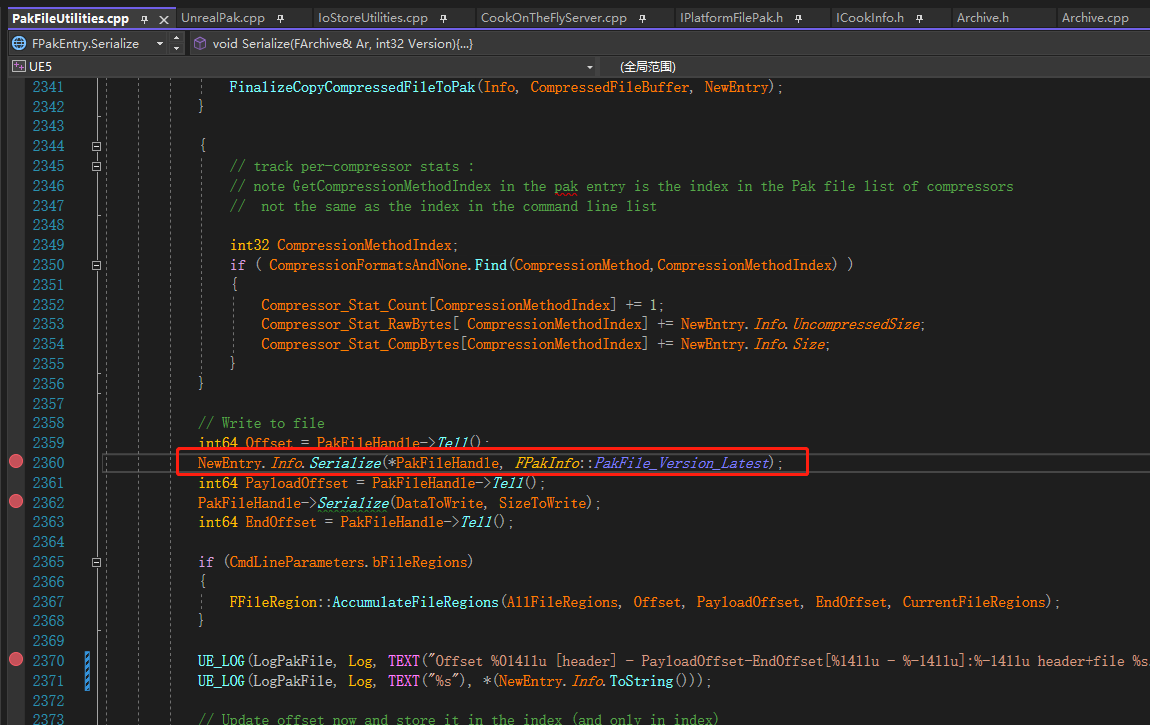 PakFileUtilities.cpp UnrealPak.cpp IoStoreUtilities.cpp CookOnTheFlyServer.cpp IPlatformFilePak.h ICookInfo.h Archive.h Archive.cpp
FPakEntry.Serialize void Serialize(FArchive& Ar, int32 Version){...}
UE5 (全局范围)
2341 FinalizeCopyCompressedFileToPak(Info, CompressedFileBuffer, NewEntry);
2342 }
2343
2344 {
2345 // track per-compressor stats :
2346 // note GetCompressionMethodIndex in the pak entry is the index in the Pak file list of compressors
2347 //  not the same as the index in the command line list
2348
2349 int32 CompressionMethodIndex;
2350 if ( CompressionFormatsAndNone.Find(CompressionMethod,CompressionMethodIndex) )
2351 {
2352 Compressor_Stat_Count[CompressionMethodIndex] += 1;
2353 Compressor_Stat_RawBytes[ CompressionMethodIndex] += NewEntry.Info.UncompressedSize;
2354 Compressor_Stat_CompBytes[CompressionMethodIndex] += NewEntry.Info.Size;
2355 }
2356 }
2357
2358 // Write to file
2359 int64 Offset = PakFileHandle->Tell();
2360 NewEntry.Info.Serialize(*PakFileHandle, FPakInfo::PakFile_Version_Latest);
2361 int64 PayloadOffset = PakFileHandle->Tell();
2362 PakFileHandle->Serialize(DataToWrite, SizeToWrite);
2363 int64 EndOffset = PakFileHandle->Tell();
2364
2365 if (CmdLineParameters.bFileRegions)
2366 {
2367 FFileRegion::AccumulateFileRegions(AllFileRegions, Offset, PayloadOffset, EndOffset, CurrentFileRegions);
2368 }
2369
2370 UE_LOG(LogPakFile, Log, TEXT("Offset %014llu [header] - PayloadOffset-EndOffset[%14llu - %-14llu]:%-14llu header+file %s
2371 UE_LOG(LogPakFile, Log, TEXT("%s"), *(NewEntry.Info.ToString()));
2372
2373 // Update offset now and store it in the index (and only in index)